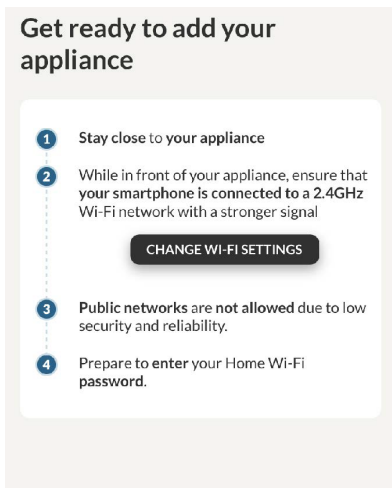 Get ready to add your
appliance
1 Stay close to your appliance
2 While in front of your appliance, ensure that
your smartphone is connected to a 2.4GHz
Wi-Fi network with a stronger signal
CHANGE WI-FI SETTINGS
3 Public networks are not allowed due to low
security and reliability.
4 Prepare to enter your Home Wi-Fi
password.